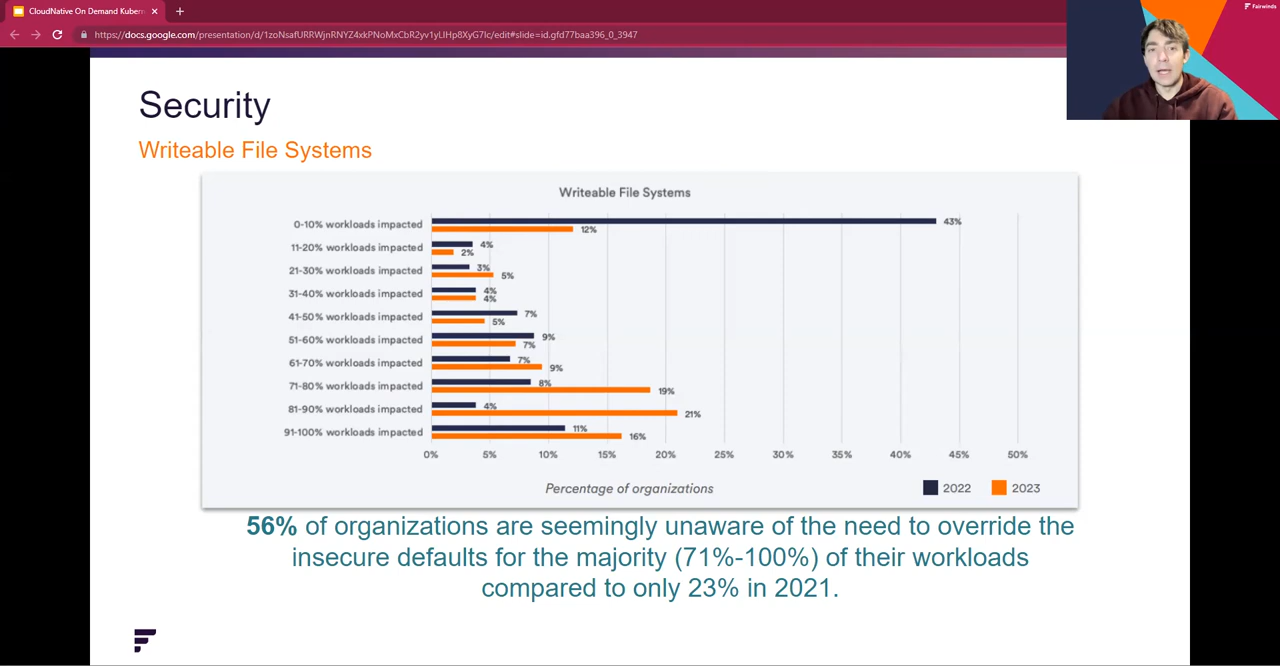 CloudNative On Demand Kuber
https://docs.google.com/presentation/d/1zoNsafURRWjnRNYZ4xkPNoMxCbR2yv1yLIHp8XyG7lc/edit#slide=id.gfd77baa396_0_3947
Fairwinds
Security
Writeable File Systems
Writeable File Systems
0-10% workloads impacted 43% 12%
11-20% workloads impacted 4% 2%
21-30% workloads impacted 3% 5%
31-40% workloads impacted 4% 4%
41-50% workloads impacted 7% 5%
51-60% workloads impacted 9% 7%
61-70% workloads impacted 7% 9%
71-80% workloads impacted 8% 19%
81-90% workloads impacted 4% 21%
91-100% workloads impacted 11% 16%
0% 5% 10% 15% 20% 25% 30% 35% 40% 45% 50%
Percentage of organizations 2022 2023
56% of organizations are seemingly unaware of the need to override the
insecure defaults for the majority (71%-100%) of their workloads
compared to only 23% in 2021.